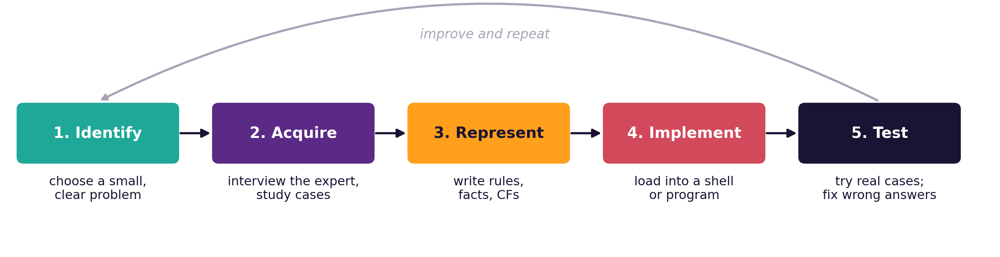 improve and repeat
1. Identify
2. Acquire
3. Represent
4. Implement
5. Test
choose a small,
clear problem
interview the expert,
study cases
write rules,
facts, CFs
load into a shell
or program
try real cases;
fix wrong answers